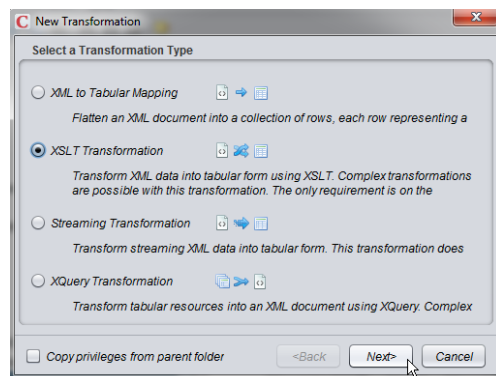 New Transformation
Select a Transformation Type
XML to Tabular Mapping
Flatten an XML document into a collection of rows, each row representing a
XSLT Transformation
Transform XML data into tabular form using XSLT. Complex transformations
are possible with this transformation. The only requirement is on the
Streaming Transformation
Transform streaming XML data into tabular form. This transformation does
XQuery Transformation
Transform tabular resources into an XML document using XQuery. Complex
Copy privileges from parent folder
<Back
Next>
Cancel